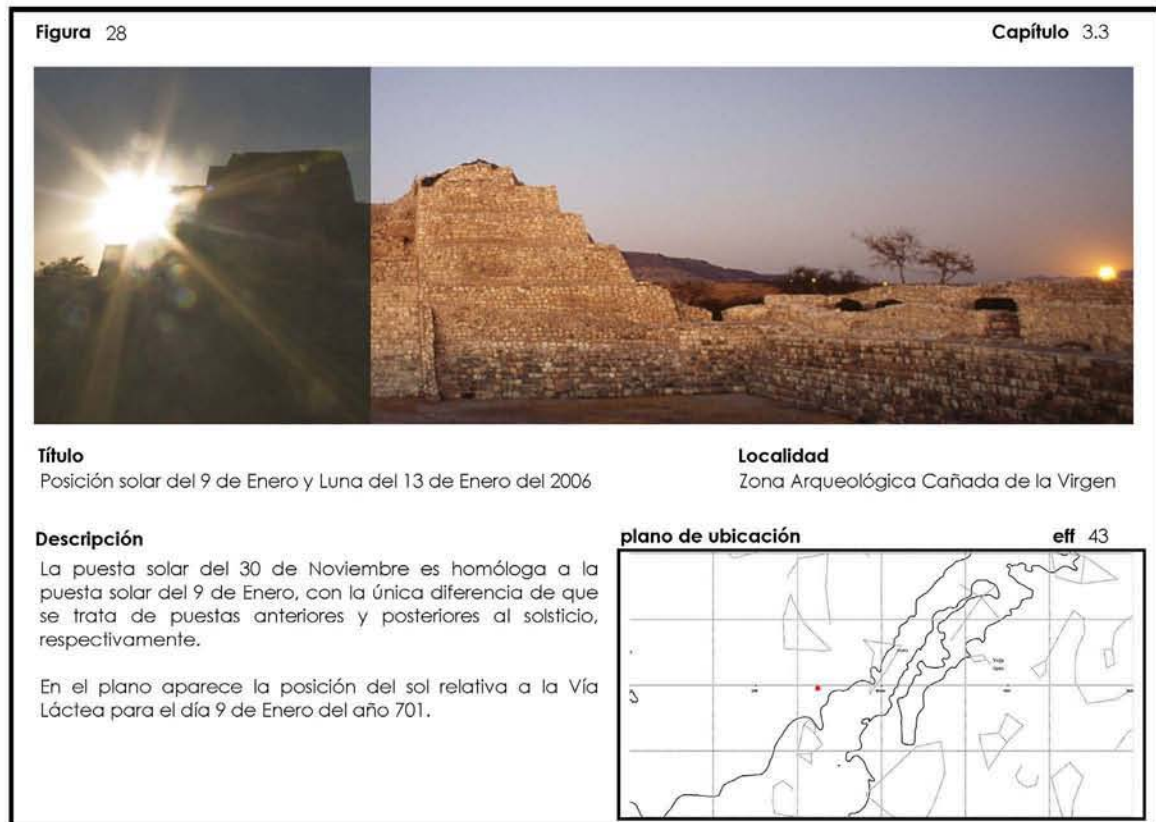 Figura 28
Capítulo 3.3
Título
Posición solar del 9 de Enero y Luna del 13 de Enero del 2006
Localidad
Zona Arqueológica Cañada de la Virgen
Descripción
La puesta solar del 30 de Noviembre es homóloga a la
puesta solar del 9 de Enero, con la única diferencia de que
se trata de puestas anteriores y posteriores al solsticio,
respectivamente.
En el plano aparece la posición del sol relativa a la Vía
Láctea para el día 9 de Enero del año 701.
plano de ubicación
eff 43